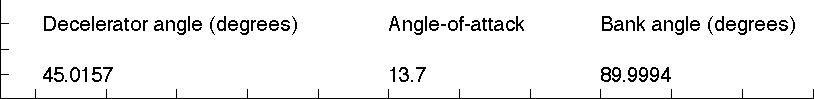 Decelerator angle (degrees) Angle-of-attack Bank angle (degrees)
45.0157 13.7 89.9994